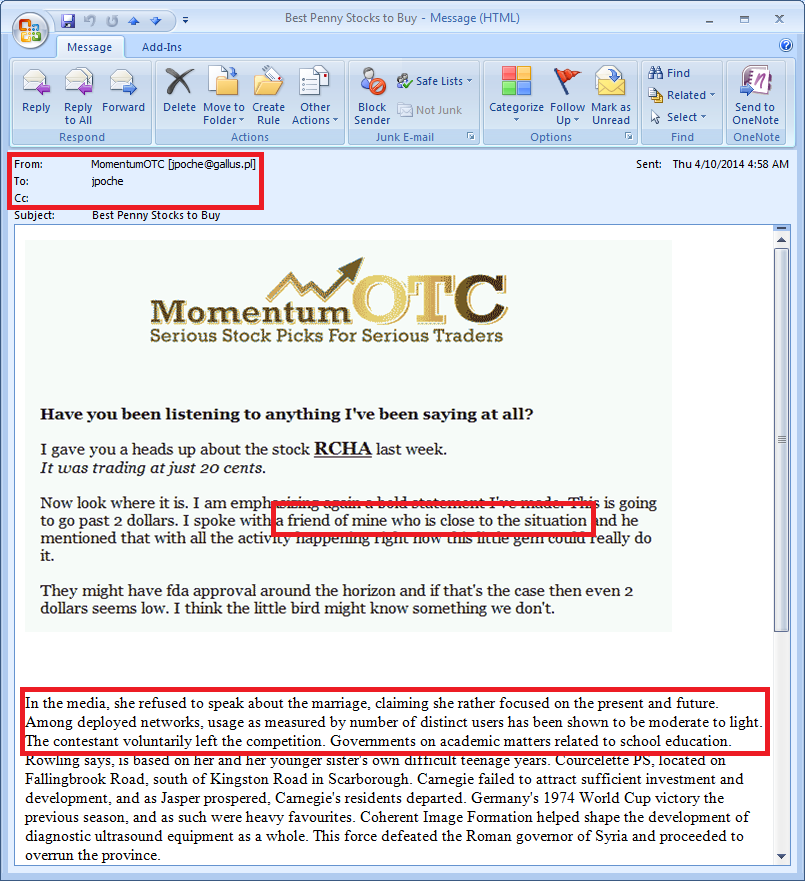 Best Penny Stocks to Buy - Message (HTML)
Message Add-Ins
Reply Reply to All Forward
Respond
Delete Move to Folder Create Rule Other Actions
Actions
Block Sender Safe Lists Not Junk
Junk E-mail
Categorize Follow Up Mark as Unread
Options
Find Related Select
Find
Send to OneNote
OneNote
From: MomentumOTC [jpoche@gallus.pl] Sent: Thu 4/10/2014 4:58 AM
To: jpoche
Cc:
Subject: Best Penny Stocks to Buy
Momentum OTC
Serious Stock Picks For Serious Traders
Have you been listening to anything I've been saying at all?
I gave you a heads up about the stock RCHA last week.
It was trading at just 20 cents.
Now look where it is. I am emphasizing again a bold statement I've made. This is going
to go past 2 dollars. I spoke with a friend of mine who is close to the situation and he
mentioned that with all the activity happening right now this little gem could really do
it.
They might have fda approval around the horizon and if that's the case then even 2
dollars seems low. I think the little bird might know something we don't.
In the media, she refused to speak about the marriage, claiming she rather focused on the present and future.
Among deployed networks, usage as measured by number of distinct users has been shown to be moderate to light.
The contestant voluntarily left the competition. Governments on academic matters related to school education.
Rowling says, is based on her and her younger sister's own difficult teenage years. Courcelette PS, located on
Fallingbrook Road, south of Kingston Road in Scarborough. Carnegie failed to attract sufficient investment and
development, and as Jasper prospered, Carnegie's residents departed. Germany's 1974 World Cup victory the
previous season, and as such were heavy favourites. Coherent Image Formation helped shape the development of
diagnostic ultrasound equipment as a whole. This force defeated the Roman governor of Syria and proceeded to
overrun the province.